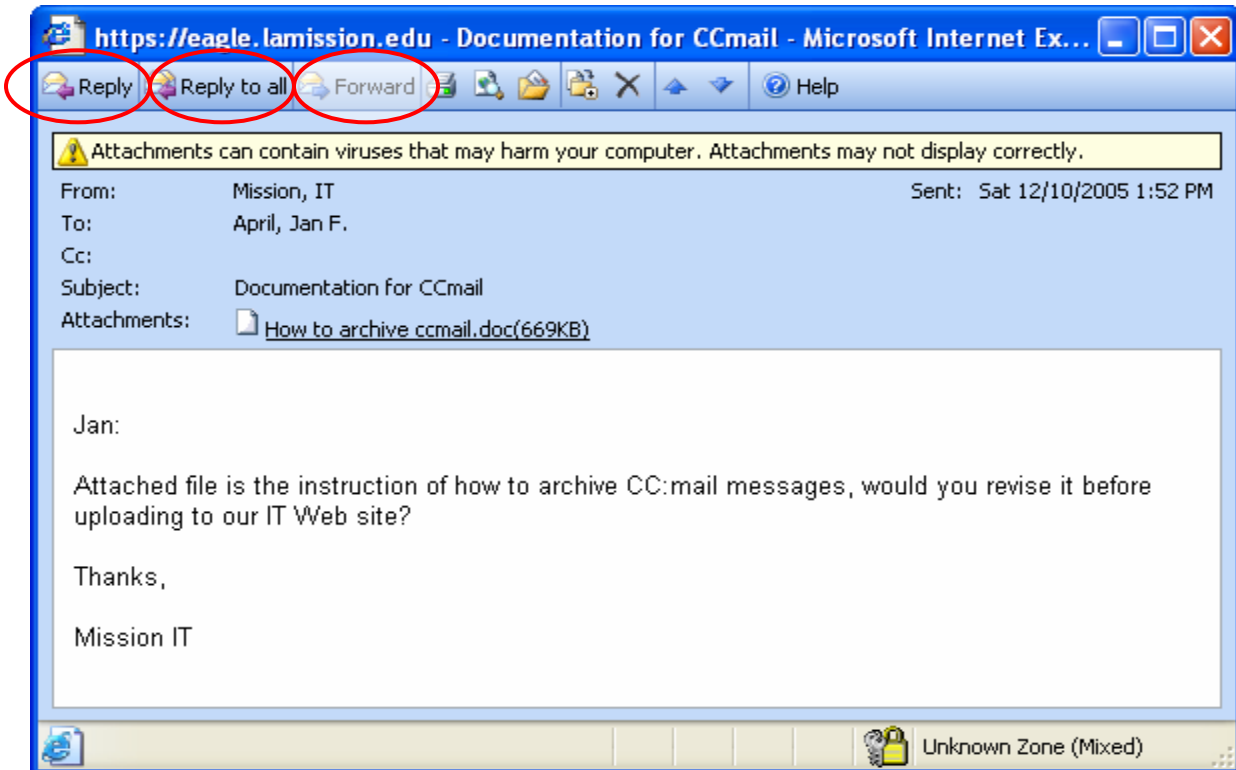 https://eagle.lamission.edu - Documentation for CCmail - Microsoft Internet Ex...
Reply Reply to all Forward Help
Attachments can contain viruses that may harm your computer. Attachments may not display correctly.
From: Mission, IT Sent: Sat 12/10/2005 1:52 PM
To: April, Jan F.
Cc:
Subject: Documentation for CCmail
Attachments: How to archive ccmail.doc(669KB)
Jan:
Attached file is the instruction of how to archive CC:mail messages, would you revise it before
uploading to our IT Web site?
Thanks,
Mission IT
Unknown Zone (Mixed)